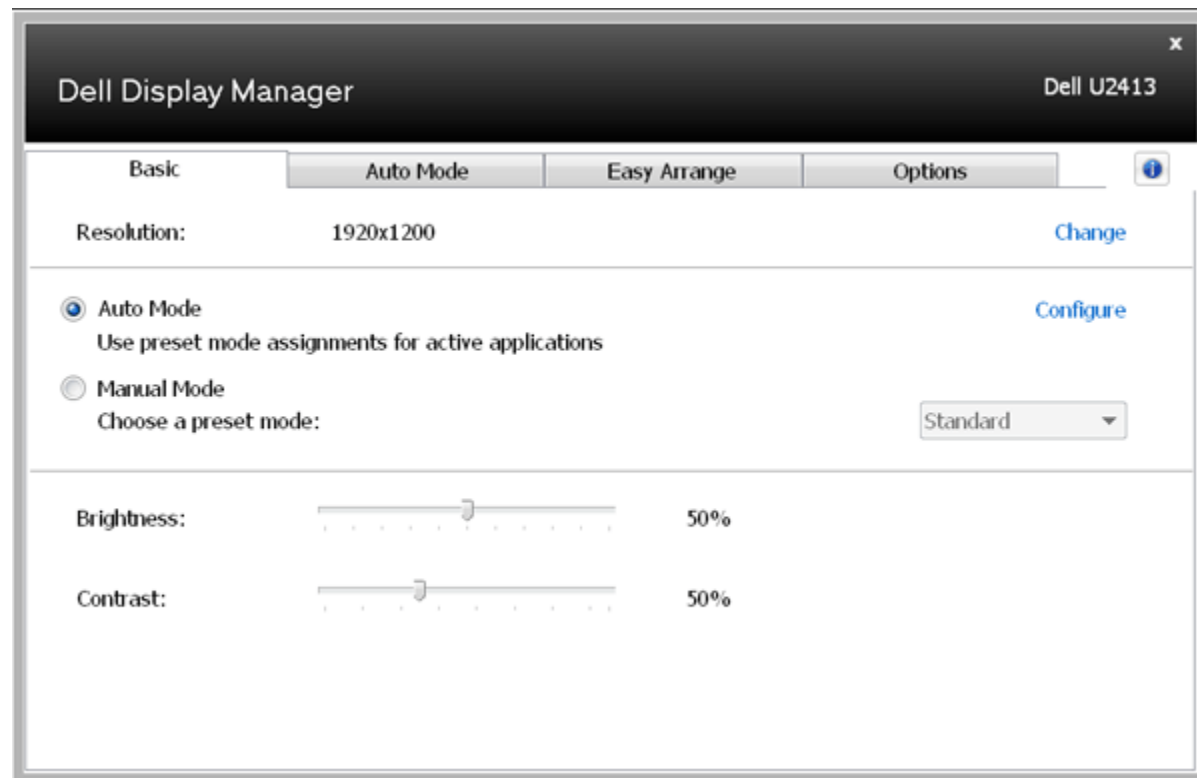 x
Dell Display Manager
Dell U2413
Basic
Auto Mode
Easy Arrange
Options
i
Resolution:
1920x1200
Change
Auto Mode
Configure
Use preset mode assignments for active applications
Manual Mode
Choose a preset mode:
Standard
Brightness:
50%
Contrast:
50%